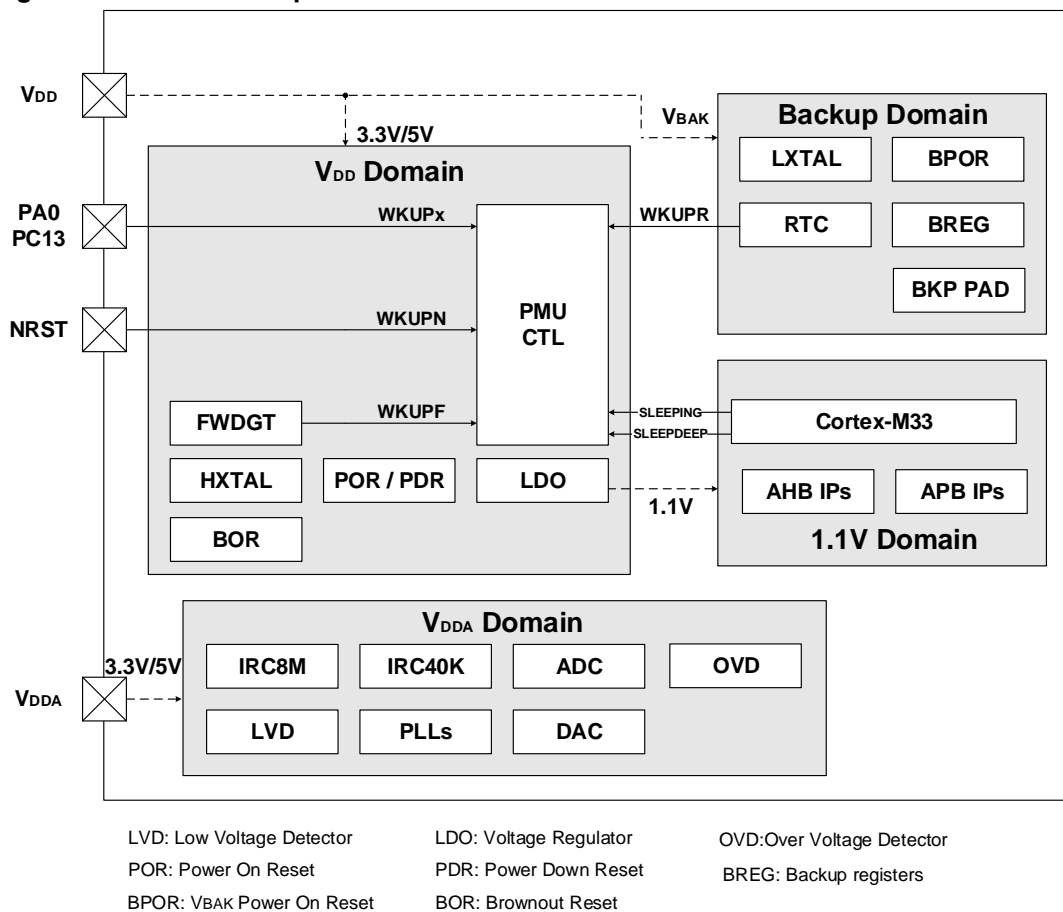 VDD
3.3V/5V
VBAK
Backup Domain
LXTAL
BPOR
RTC
BREG
BKP PAD
VDD Domain
PA0
PC13
WKUPx
WKUPR
NRST
WKUPN
PMU
CTL
FWDGT
WKUPF
SLEEPING
SLEEPDEEP
Cortex-M33
HXTAL
POR / PDR
LDO
1.1V
AHB IPs
APB IPs
BOR
1.1V Domain
VDDA Domain
3.3V/5V
VDDA
IRC8M
IRC40K
ADC
OVD
LVD
PLLs
DAC
LVD: Low Voltage Detector
LDO: Voltage Regulator
OVD:Over Voltage Detector
POR: Power On Reset
PDR: Power Down Reset
BREG: Backup registers
BPOR: VBAK Power On Reset
BOR: Brownout Reset